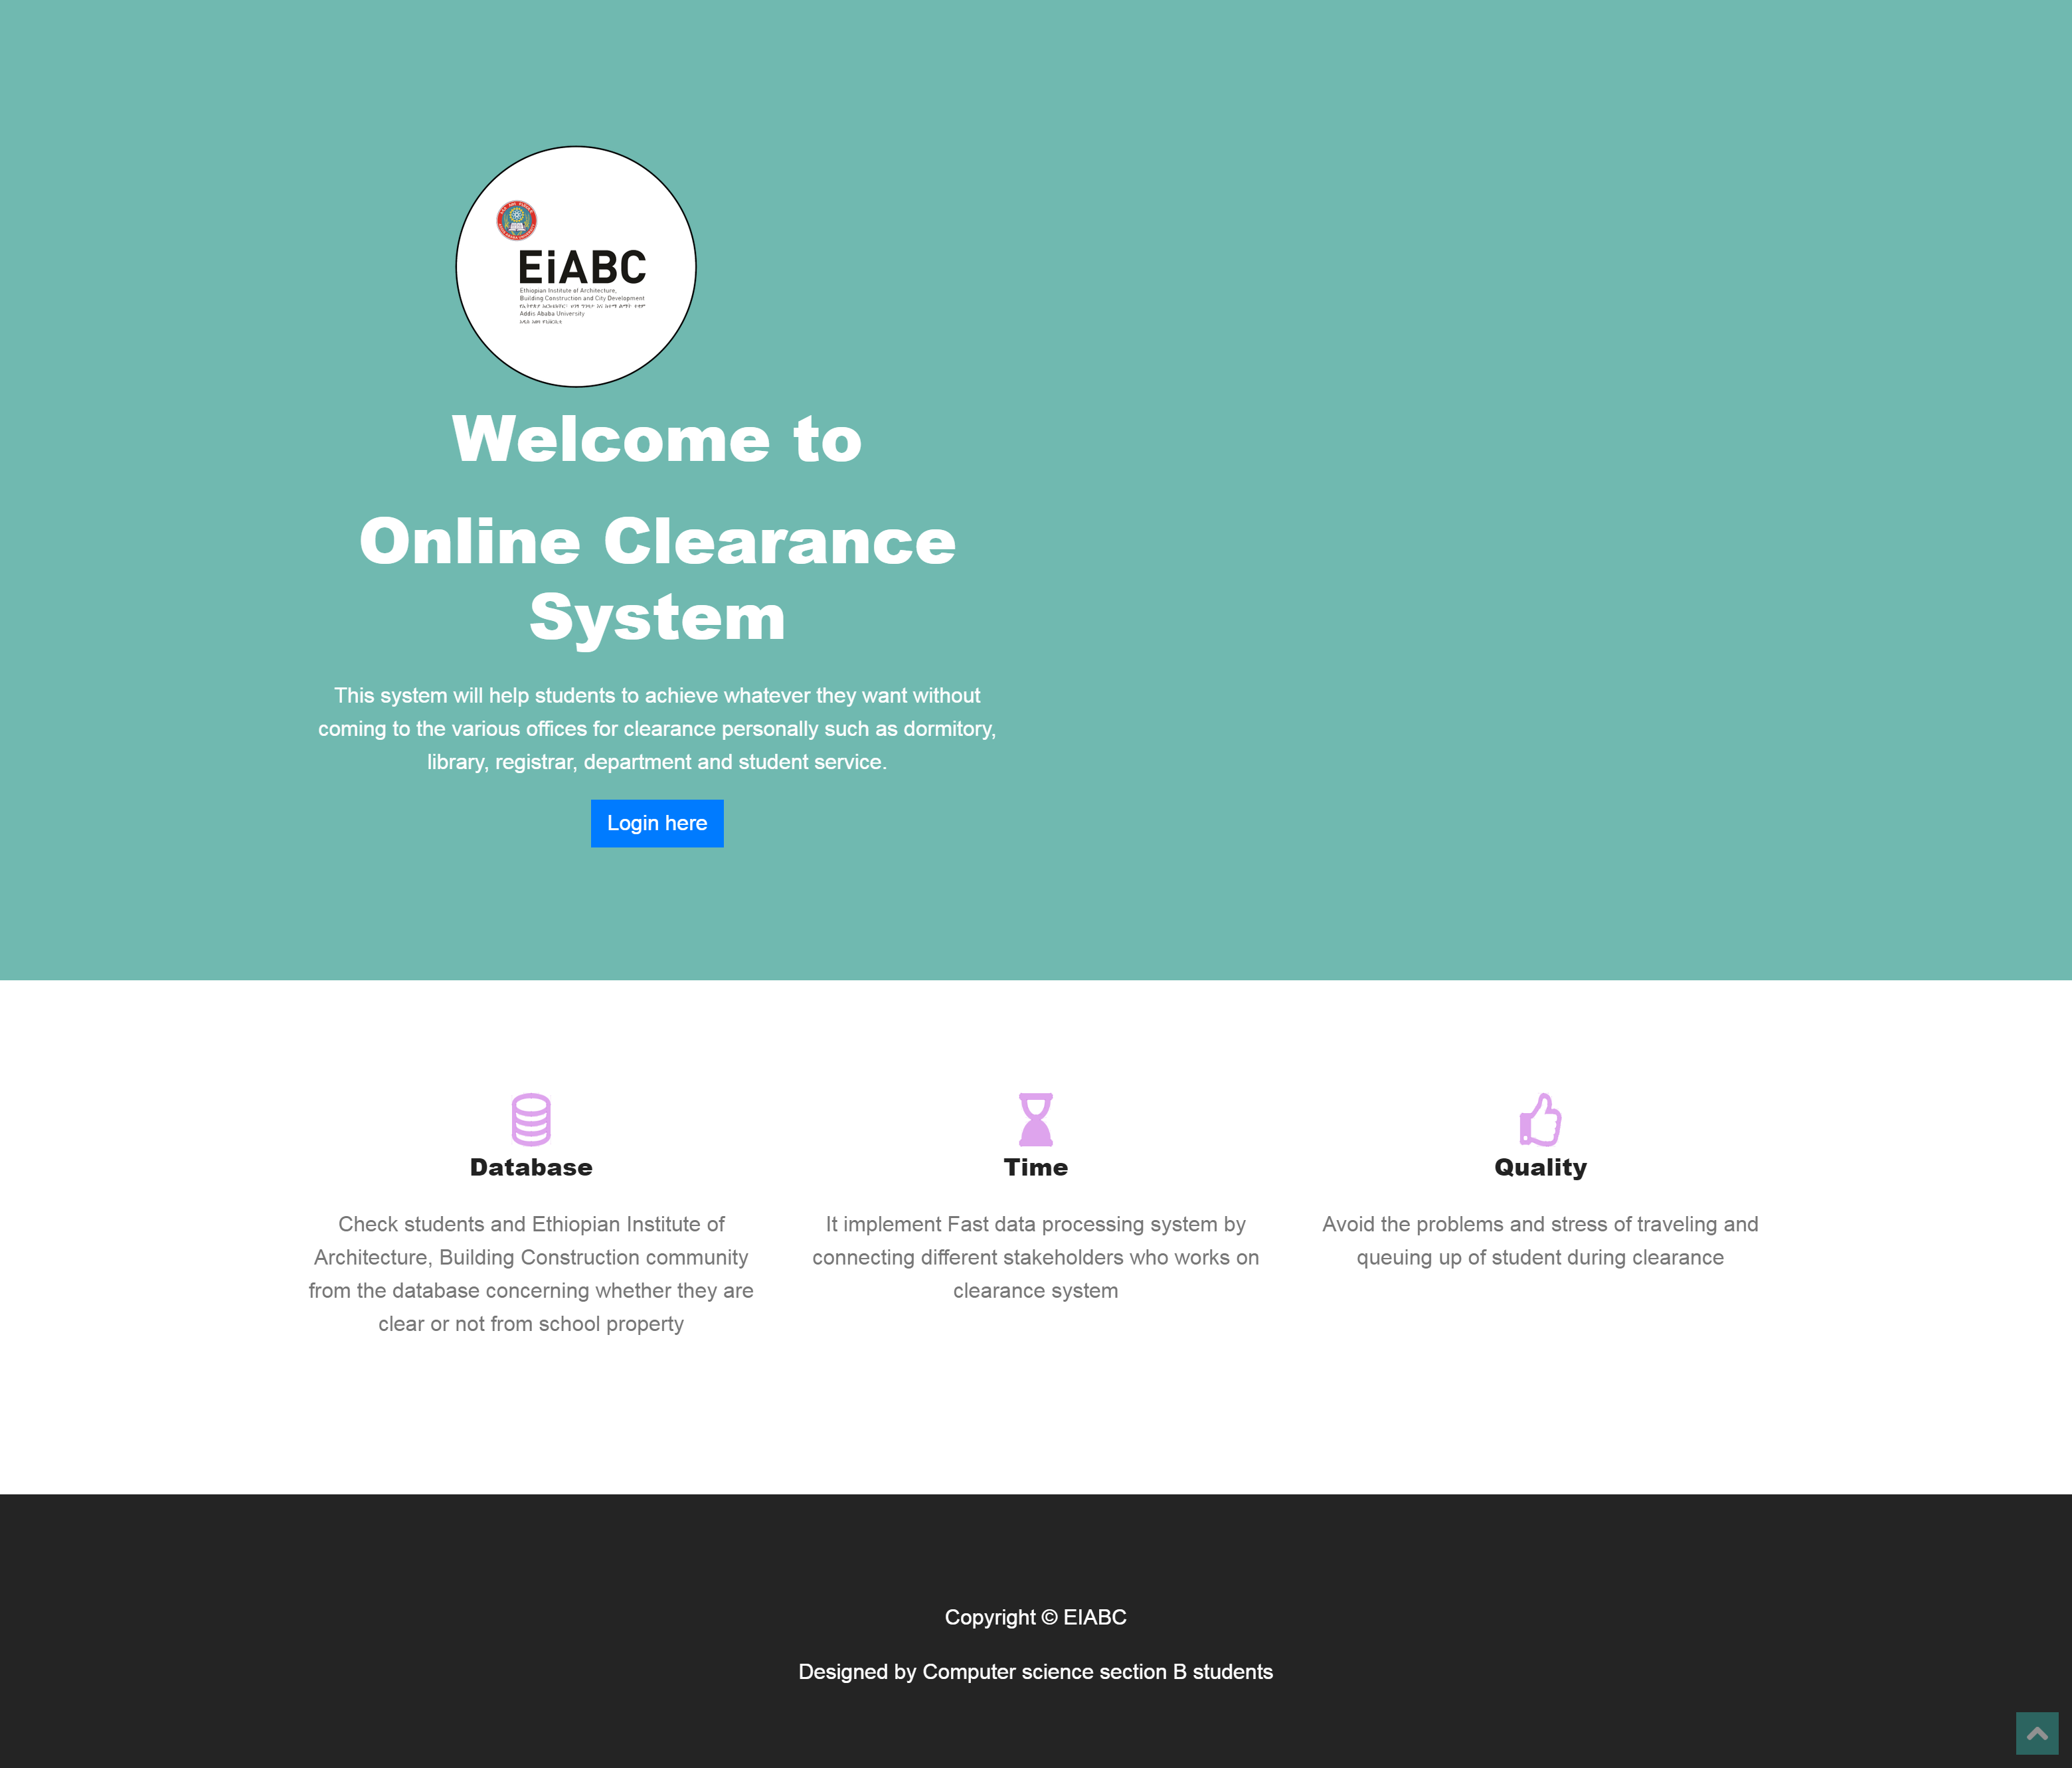 EiABC
Ethiopian Institute of Architecture,
Building Construction and City Development
Addis Ababa University
አዲስ አበባ ዩኒቨርሲቲ
Welcome to
Online Clearance
System
This system will help students to achieve whatever they want without
coming to the various offices for clearance personally such as dormitory,
library, registrar, department and student service.
Login here
Database
Check students and Ethiopian Institute of
Architecture, Building Construction community
from the database concerning whether they are
clear or not from school property
Time
It implement Fast data processing system by
connecting different stakeholders who works on
clearance system
Quality
Avoid the problems and stress of traveling and
queuing up of student during clearance
Copyright © EIABC
Designed by Computer science section B students